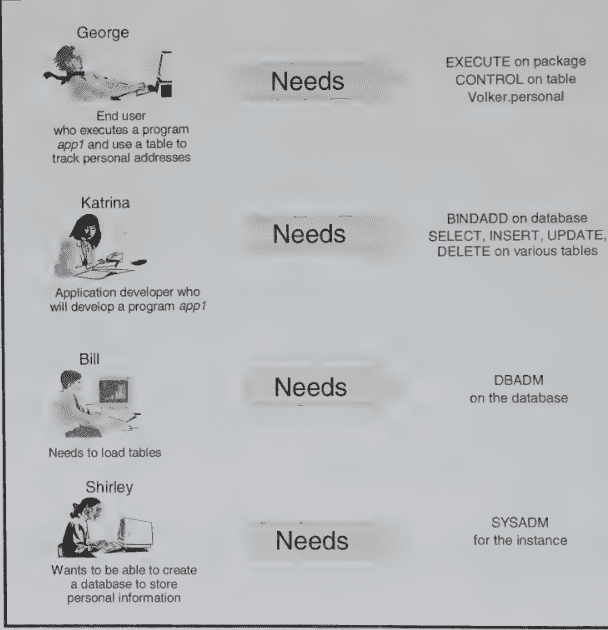 George
Needs
EXECUTE on package
CONTROL on table
Volker.personal
End user
who executes a program
app1 and use a table to
track personal addresses
Katrina
Needs
BINDADD on database
SELECT, INSERT, UPDATE,
DELETE on various tables
Application developer who
will develop a program app1
Bill
Needs
DBADM
on the database
Needs to load tables
Shirley
Needs
SYSADM
for the instance
Wants to be able to create
a database to store
personal information